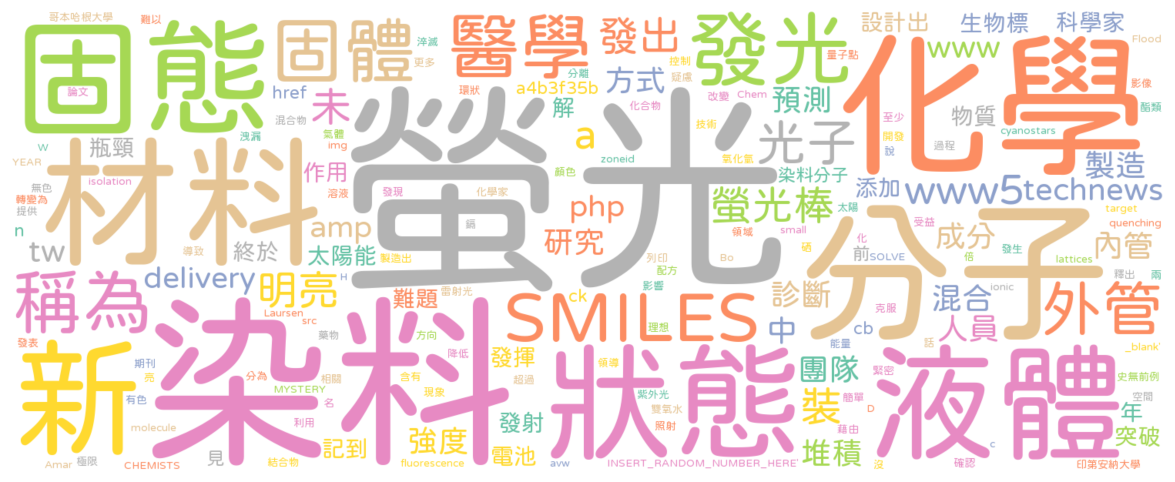 哥本哈根大學 難以 固態 固體 淬滅 更多 醫學 發出 發光 控制 疑慮 量子點 設計出 生物標 科學家 Flood
論文 href 混合物 未 氣體 環狀 a4b3f35b 方式 分離 改變 Chem 預測 www 化學 影像
W 瓶頸 洩漏 img 螢光 解 化合物 技術 光子 至少 開發 說 物質 cyanostars 過程 酯類
YEAR 材料 作用 溶液 a zoneid 顏色 氧化氫 染料分子 添加 www5technews 製造
無色 isolation 轉變為 提供 發現 化學家 php 螢光棒 太陽 受益 target quenching
n tw 導致 終於 amp 太陽能 製造出 鏑 研究 領域 small 硒 化 前 SOLVE 成分 發生 內管
稱為 delivery 明亮 H 雷射光 難題 ck 列印 配方 影響 Bo 診斷 分子 倍 lattices 釋出 兩
發表 Laursen src 藥物 方向 降低 SMILES 理想 中 克服 cb 混合 ionic 人員 外管
新 期刊 亮 分為 染料 相關 含有 現象 發揮 超過 領導 狀態 能量 話 _blank'
有色 MYSTERY 名 利用 紫外光 雙氧水 照射 團隊 裝 簡單 緊密 液體 史無前例 空間
molecule 見 記到 強度 發射 D 藉由 年 突破
Amar 極限 CHEMISTS 結合物 fluorescence 電池 avw INSERT_RANDOM_NUMBER_HERE' 堆積 沒 確認 c 印第安納大學